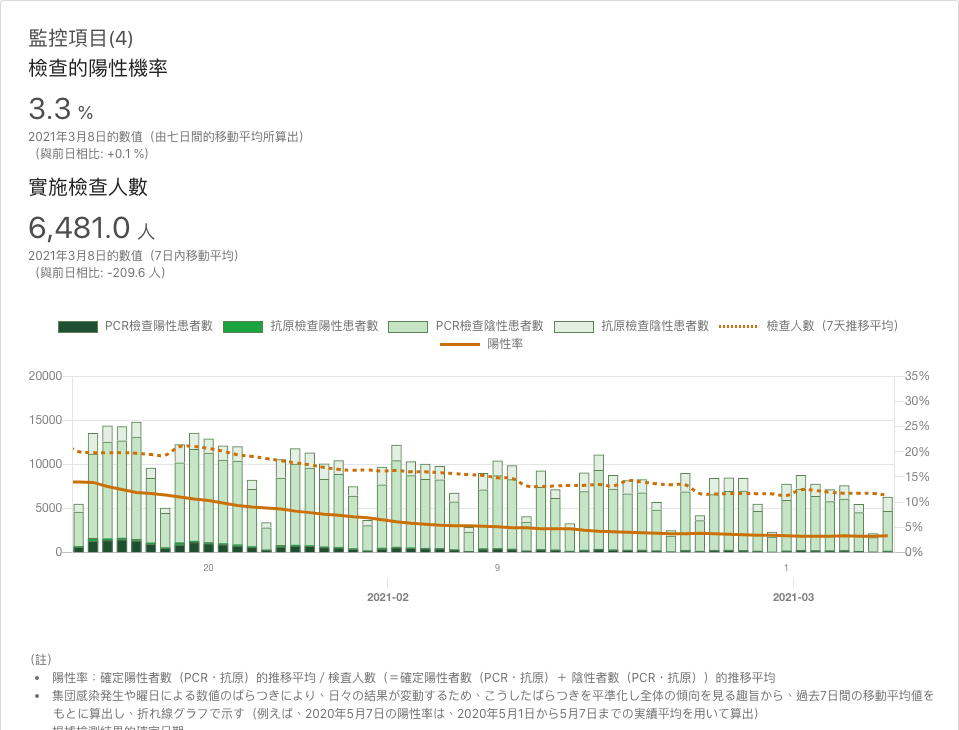 監控項目(4)
檢查的陽性機率
3.3 %
2021年3月8日的數值（由七日間的移動平均所算出）
（與前日相比: +0.1 %）
實施檢查人數
6,481.0 人
2021年3月8日的數值（7日內移動平均）
（與前日相比: -209.6 人）
PCR檢查陽性患者數 抗原檢查陽性患者數 PCR檢查陰性患者數 抗原檢查陰性患者數 檢查人數（7天推移平均）
陽性率
20000 35%
30%
15000 25%
20%
10000 15%
10%
5000 5%
0 0%
20 9 1
2021-02 2021-03
（註）
• 陽性率：確定陽性者數（PCR・抗原）的推移平均 / 検査人數（＝確定陽性者數（PCR・抗原）＋ 陰性者數（PCR・抗原））的推移平均
• 集団感染発生や曜日による数値のばらつきにより、日々の結果が変動するため、こうしたばらつきを平準化し全体の傾向を見る趣旨から、過去7日間の移動平均値を
もとに算出し、折れ線グラフで示す（例えば、2020年5月7日の陽性率は、2020年5月1日から5月7日までの実績平均を用いて算出）